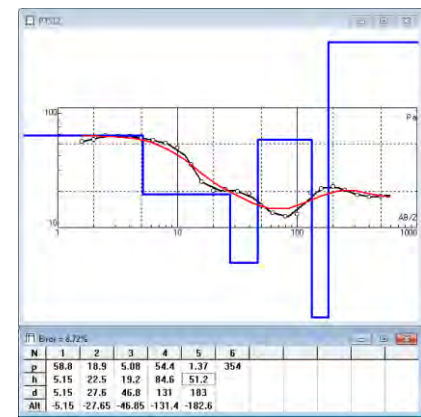 100
Pa
10
AB/2
1
10
100
1000
Error = 8.72%
N 1 2 3 4 5 6
ρ 58.8 18.9 5.08 54.4 1.37 354
h 5.15 22.5 19.2 84.6 51.2
d 5.15 27.6 46.8 131 183
Alt -5.15 -27.65 -46.85 -131.4 -182.6